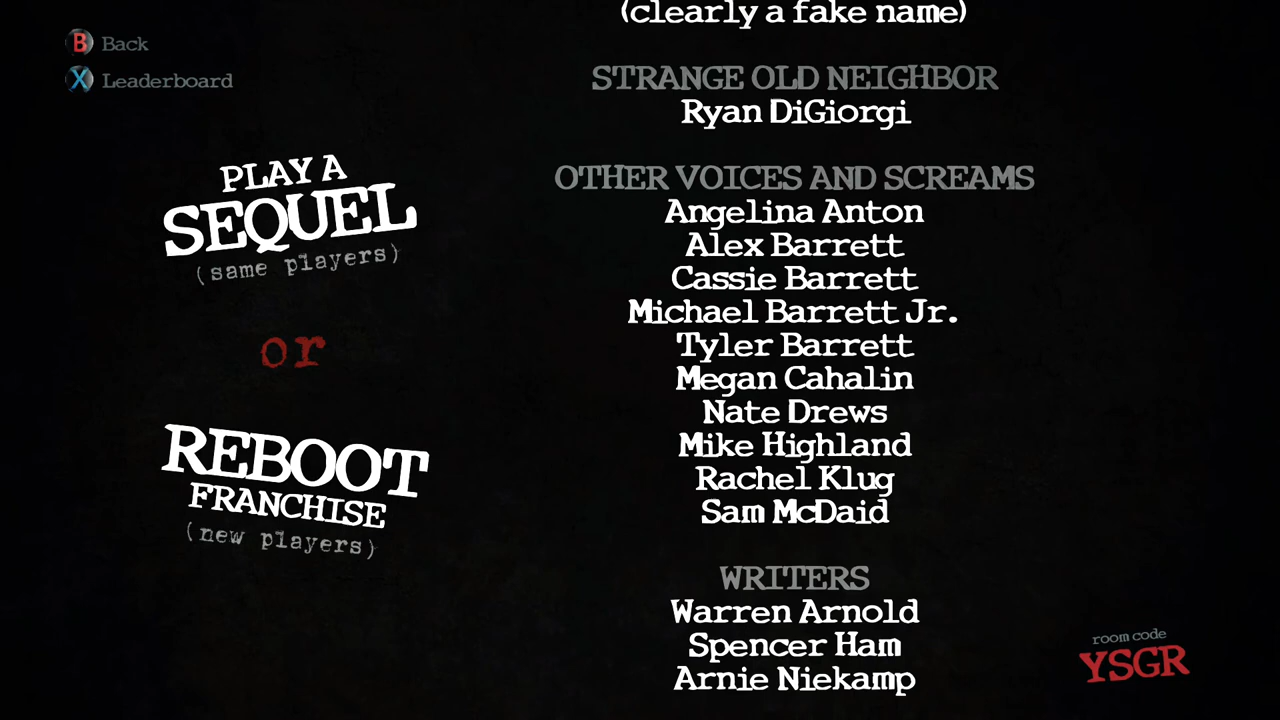 (clearly a fake name)
B Back
X Leaderboard
STRANGE OLD NEIGHBOR
Ryan DiGiorgi
PLAY A
SEQUEL
(same players)
or
REBOOT
FRANCHISE
(new players)
OTHER VOICES AND SCREAMS
Angelina Anton
Alex Barrett
Cassie Barrett
Michael Barrett Jr.
Tyler Barrett
Megan Cahalin
Nate Drews
Mike Highland
Rachel Klug
Sam McDaid
WRITERS
Warren Arnold
Spencer Ham
Arnie Niekamp
room code
YSGR